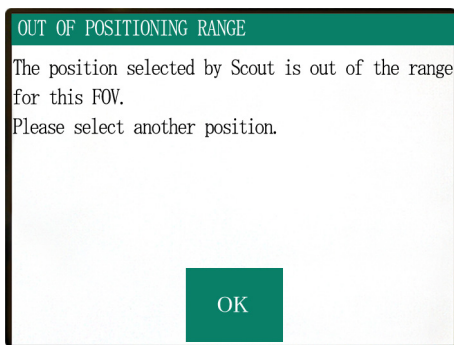 OUT OF POSITIONING RANGE
The position selected by Scout is out of the range
for this FOV.
Please select another position.
OK